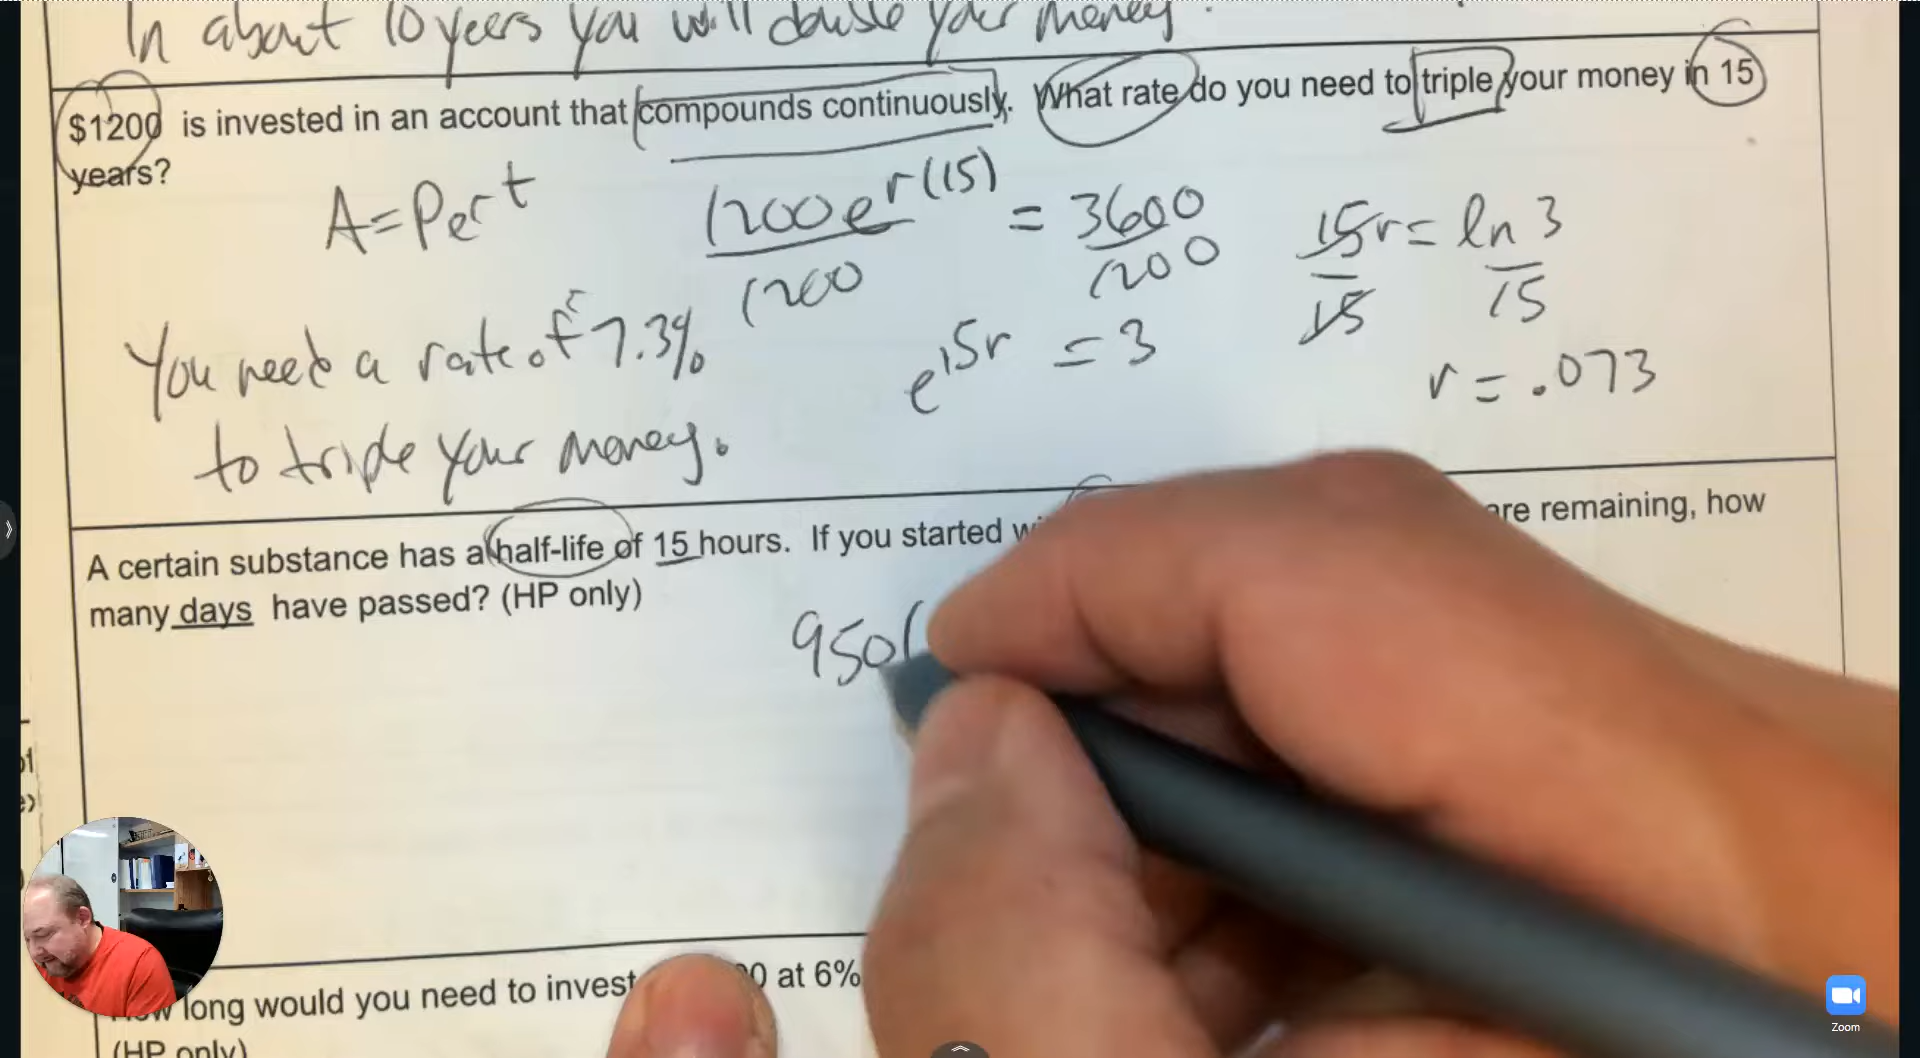 In about 10 years you will double your money.
$1200 is invested in an account that compounds continuously. What rate do you need to triple your money in 15
years?
A=Pe^rt
1200e^r(15) = 3600
1200 1200
e^15r = 3
15r = ln 3
15 15
r = .073
You need a rate of 7.3%
to triple your money.
A certain substance has a half-life of 15 hours. If you started are remaining, how
many days have passed? (HP only)
950(
long would you need to invest at 6%
(HP only)
Zoom